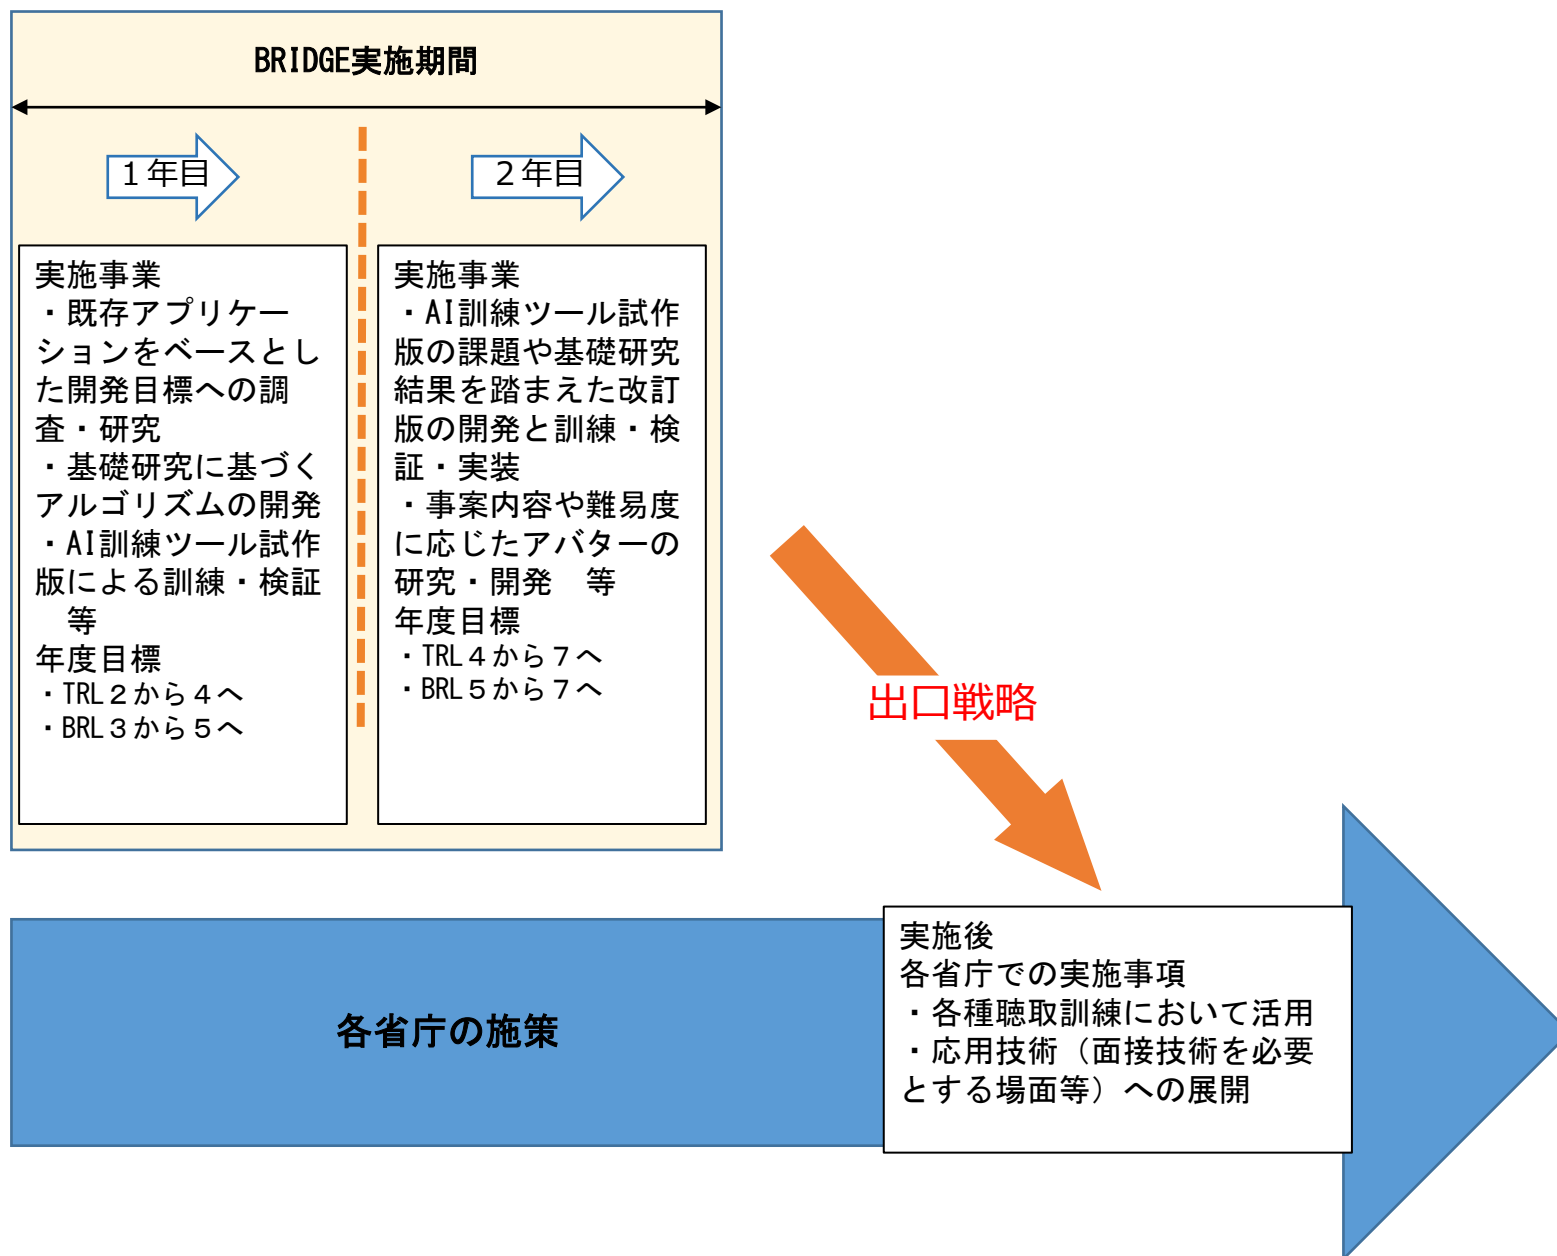 BRIDGE実施期間
１年目
２年目
実施事業
・既存アプリケー
ションをベースとし
た開発目標への調
査・研究
・基礎研究に基づく
アルゴリズムの開発
・AI訓練ツール試作
版による訓練・検証
　等
年度目標
・TRL２から４へ
・BRL３から５へ
実施事業
・AI訓練ツール試作
版の課題や基礎研究
結果を踏まえた改訂
版の開発と訓練・検
証・実装
・事案内容や難易度
に応じたアバターの
研究・開発　等
年度目標
・TRL４から７へ
・BRL５から７へ
出口戦略
各省庁の施策
実施後
各省庁での実施事項
・各種聴取訓練において活用
・応用技術（面接技術を必要
とする場面等）への展開